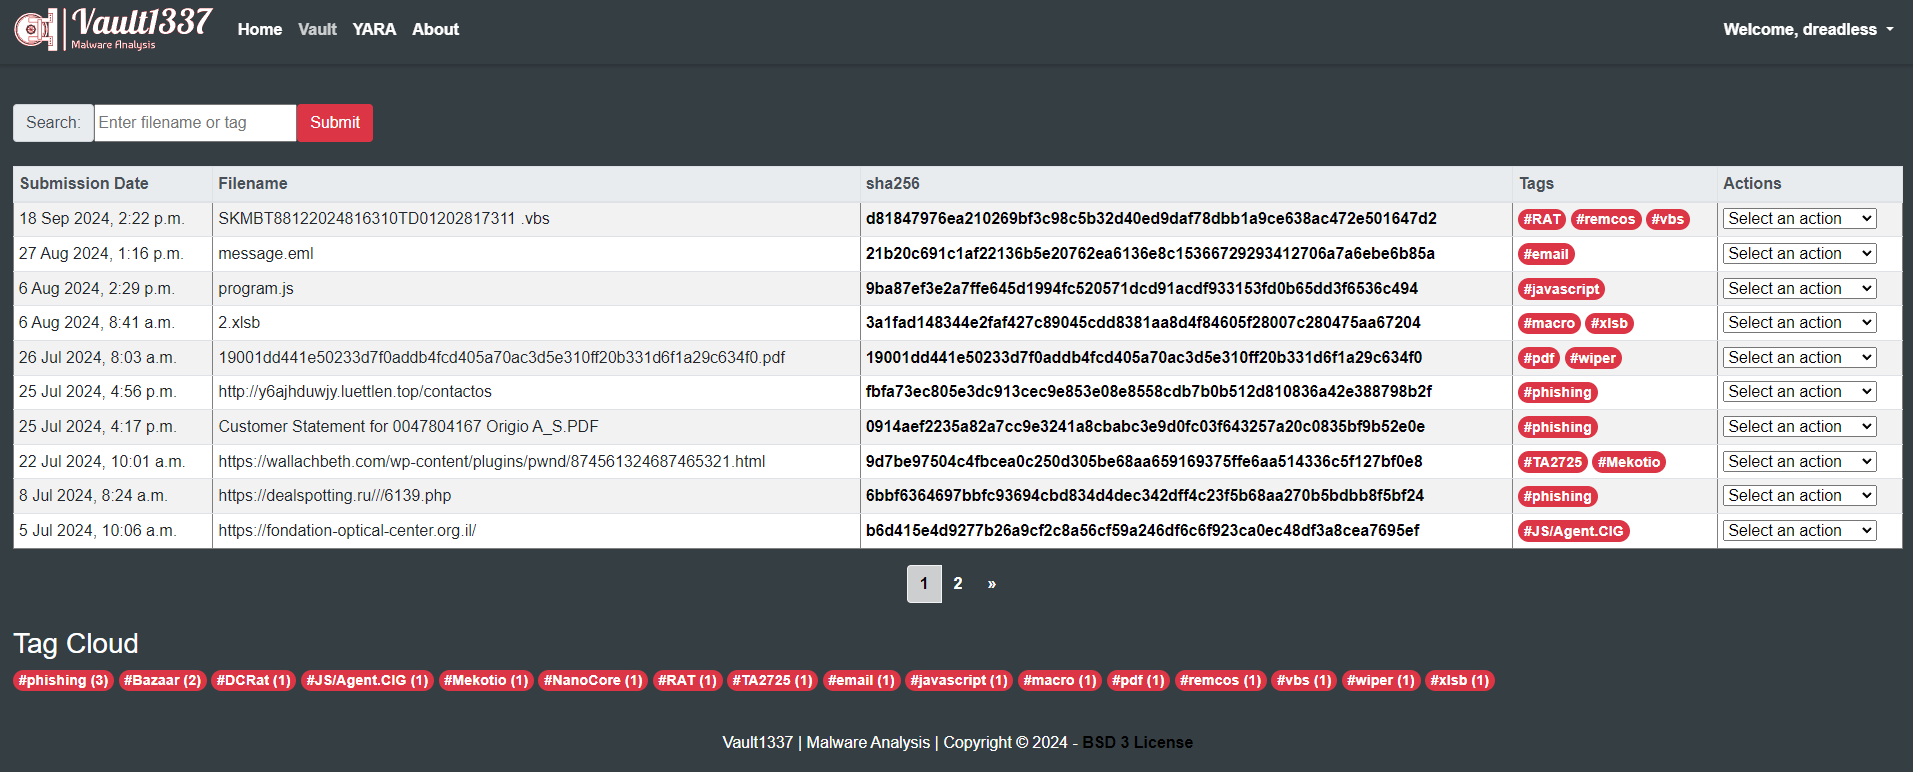 Vault1337
Malware Analysis
Home Vault YARA About
Welcome, dreadless
Search: Enter filename or tag Submit
Submission Date Filename sha256 Tags Actions
18 Sep 2024, 2:22 p.m. SKMBT88122024816310TD01202817311 .vbs d81847976ea210269bf3c98c5b32d40ed9daf78dbb1a9ce638ac472e501647d2 #RAT #remcos #vbs Select an action
27 Aug 2024, 1:16 p.m. message.eml 21b20c691c1af22136b5e20762ea6136e8c15366729293412706a7a6ebe6b85a #email Select an action
6 Aug 2024, 2:29 p.m. program.js 9ba87ef3e2a7ffe645d1994fc520571dcd91acdf933153fd0b65dd3f6536c494 #javascript Select an action
6 Aug 2024, 8:41 a.m. 2.xlsb 3a1fad148344e2faf427c89045cdd8381aa8d4f84605f28007c280475aa67204 #macro #xlsb Select an action
26 Jul 2024, 8:03 a.m. 19001dd441e50233d7f0addb4fcd405a70ac3d5e310ff20b331d6f1a29c634f0.pdf 19001dd441e50233d7f0addb4fcd405a70ac3d5e310ff20b331d6f1a29c634f0 #pdf #wiper Select an action
25 Jul 2024, 4:56 p.m. http://y6ajhduwjy.luettlen.top/contactos fbfa73ec805e3dc913cec9e853e08e8558cdb7b0b512d810836a42e388798b2f #phishing Select an action
25 Jul 2024, 4:17 p.m. Customer Statement for 0047804167 Origio A_S.PDF 0914aef2235a82a7cc9e3241a8cbabc3e9d0fc03f643257a20c0835bf9b52e0e #phishing Select an action
22 Jul 2024, 10:01 a.m. https://wallachbeth.com/wp-content/plugins/pwnd/874561324687465321.html 9d7be97504c4fbcea0c250d305be68aa659169375ffe6aa514336c5f127bf0e8 #TA2725 #Mekotio Select an action
8 Jul 2024, 8:24 a.m. https://dealspotting.ru///6139.php 6bbf6364697bbfc93694cbd834d4dec342dff4c23f5b68aa270b5bdbb8f5bf24 #phishing Select an action
5 Jul 2024, 10:06 a.m. https://fondation-optical-center.org.il/ b6d415e4d9277b26a9cf2c8a56cf59a246df6c6f923ca0ec48df3a8cea7695ef #JS/Agent.CIG Select an action
1 2 »
Tag Cloud
#phishing (3) #Bazaar (2) #DCRat (1) #JS/Agent.CIG (1) #Mekotio (1) #NanoCore (1) #RAT (1) #TA2725 (1) #email (1) #javascript (1) #macro (1) #pdf (1) #remcos (1) #vbs (1) #wiper (1) #xlsb (1)
Vault1337 | Malware Analysis | Copyright © 2024 - BSD 3 License